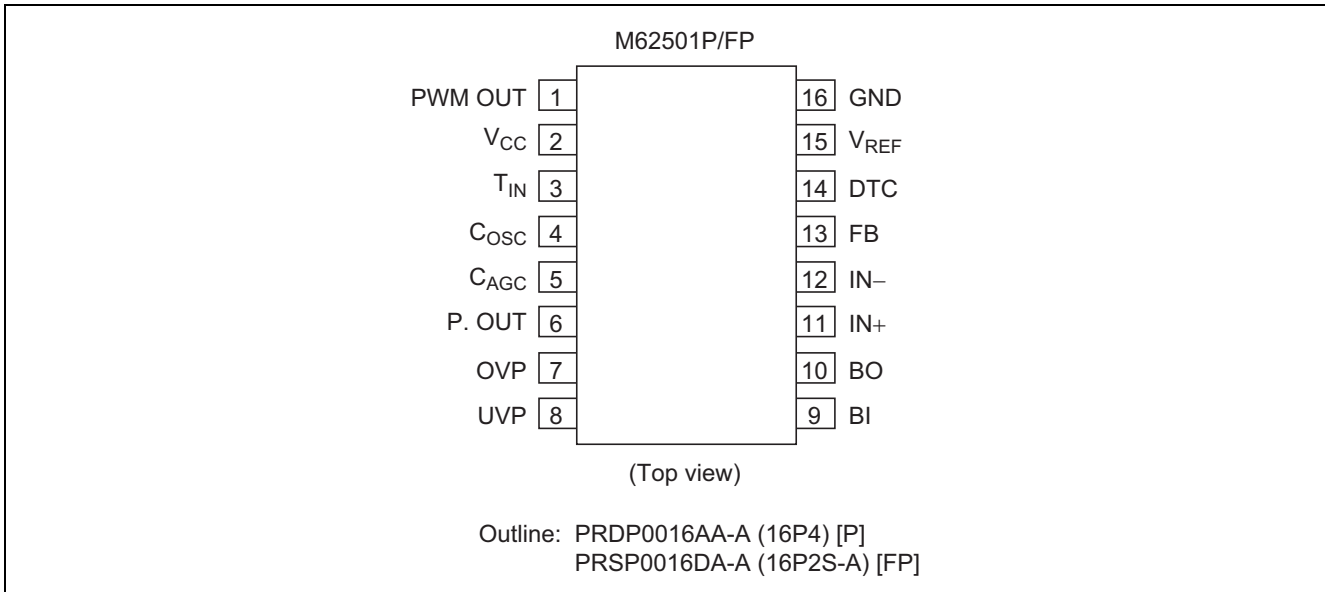 M62501P/FP
PWM OUT 1 16 GND
VCC 2 15 VREF
TIN 3 14 DTC
COSC 4 13 FB
CAGC 5 12 IN−
P. OUT 6 11 IN+
OVP 7 10 BO
UVP 8 9 BI
(Top view)
Outline: PRDP0016AA-A (16P4) [P]
PRSP0016DA-A (16P2S-A) [FP]